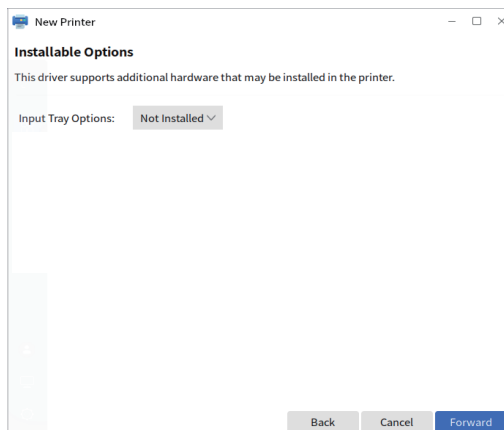 New Printer
Installable Options
This driver supports additional hardware that may be installed in the printer.
Input Tray Options: Not Installed
Back Cancel Forward